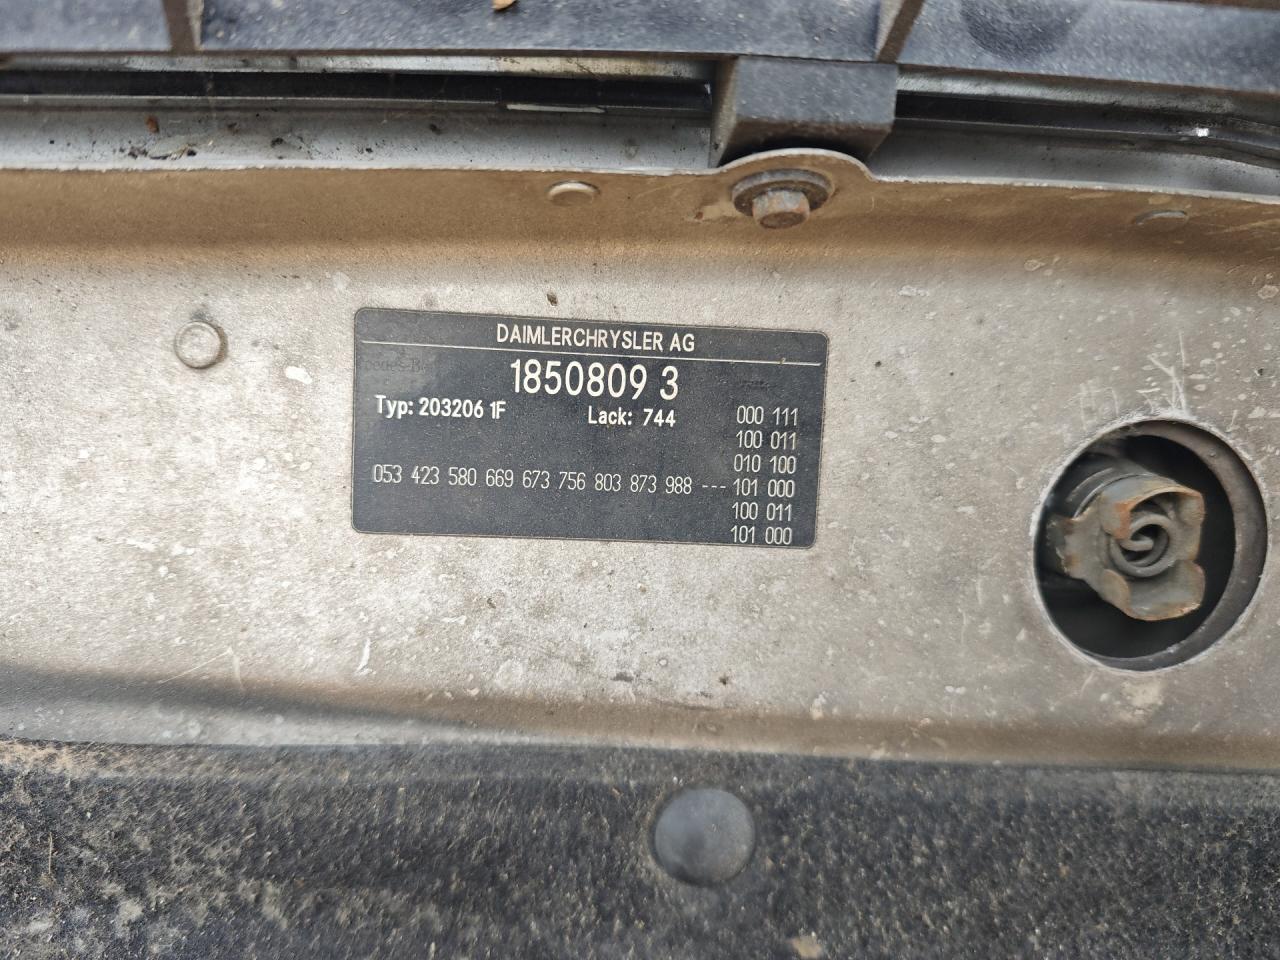 DAIMLERCHRYSLER AG
1850809 3
Typ: 203206 1F
Lack: 744
000 111
100 011
010 100
053 423 580 669 673 756 803 873 988 --- 101 000
100 011
101 000